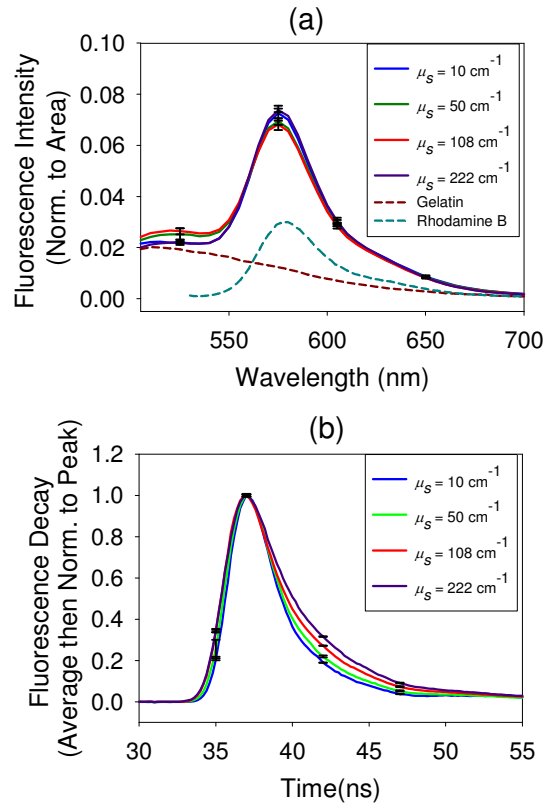 (a)
Fluorescence Intensity
(Norm. to Area)
0.10
0.08
0.06
0.04
0.02
0.00
μs = 10 cm-1
μs = 50 cm-1
μs = 108 cm-1
μs = 222 cm-1
Gelatin
Rhodamine B
550 600 650 700
Wavelength (nm)
(b)
Fluorescence Decay
(Average then Norm. to Peak)
1.2
1.0
0.8
0.6
0.4
0.2
0.0
μs = 10 cm-1
μs = 50 cm-1
μs = 108 cm-1
μs = 222 cm-1
30 35 40 45 50 55
Time(ns)